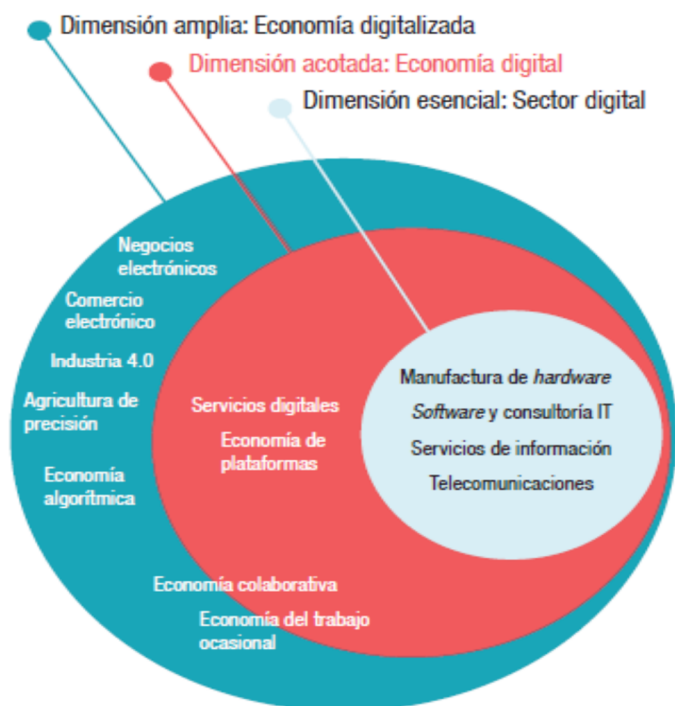 Dimensión amplia: Economía digitalizada
Dimensión acotada: Economía digital
Dimensión esencial: Sector digital
Negocios
electrónicos
Comercio
electrónico
Industria 4.0
Agricultura de
precisión
Economía
algorítmica
Servicios digitales
Economía de
plataformas
Economía colaborativa
Economía del trabajo
ocasional
Manufactura de hardware
Software y consultoría IT
Servicios de información
Telecomunicaciones